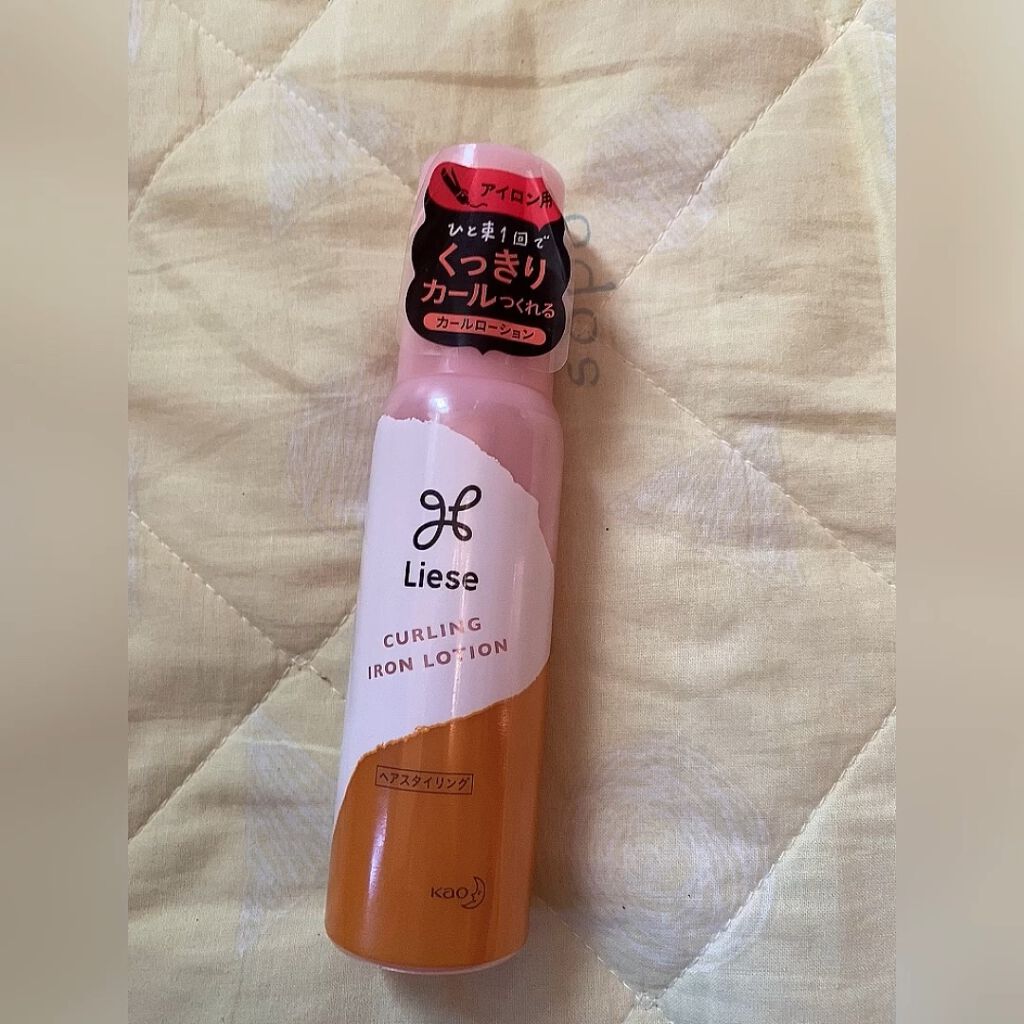 アイロン用
ひと束1回で
くっきり
カールつくれる
カールローション
Liese
CURLING
IRON LOTION
ヘアスタイリング
Kao